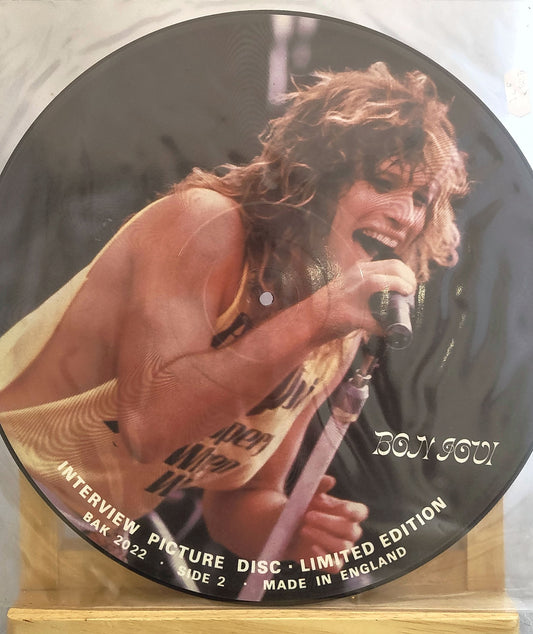 BON JOVI
INTERVIEW PICTURE DISC · LIMITED EDITION
BAK 2022 · SIDE 2 · MADE IN ENGLAND